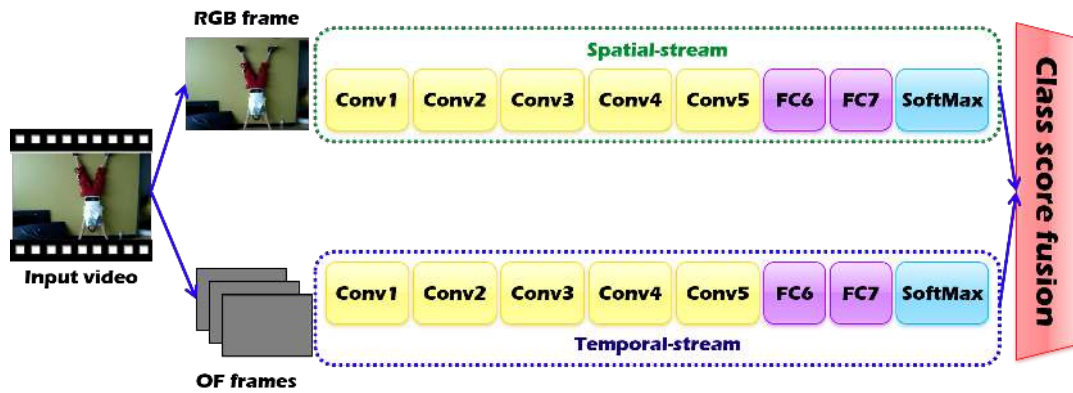 RGB frame
Spatial-stream
Conv1 Conv2 Conv3 Conv4 Conv5 FC6 FC7 SoftMax
Input video
Conv1 Conv2 Conv3 Conv4 Conv5 FC6 FC7 SoftMax
Temporal-stream
OF frames
Class score fusion